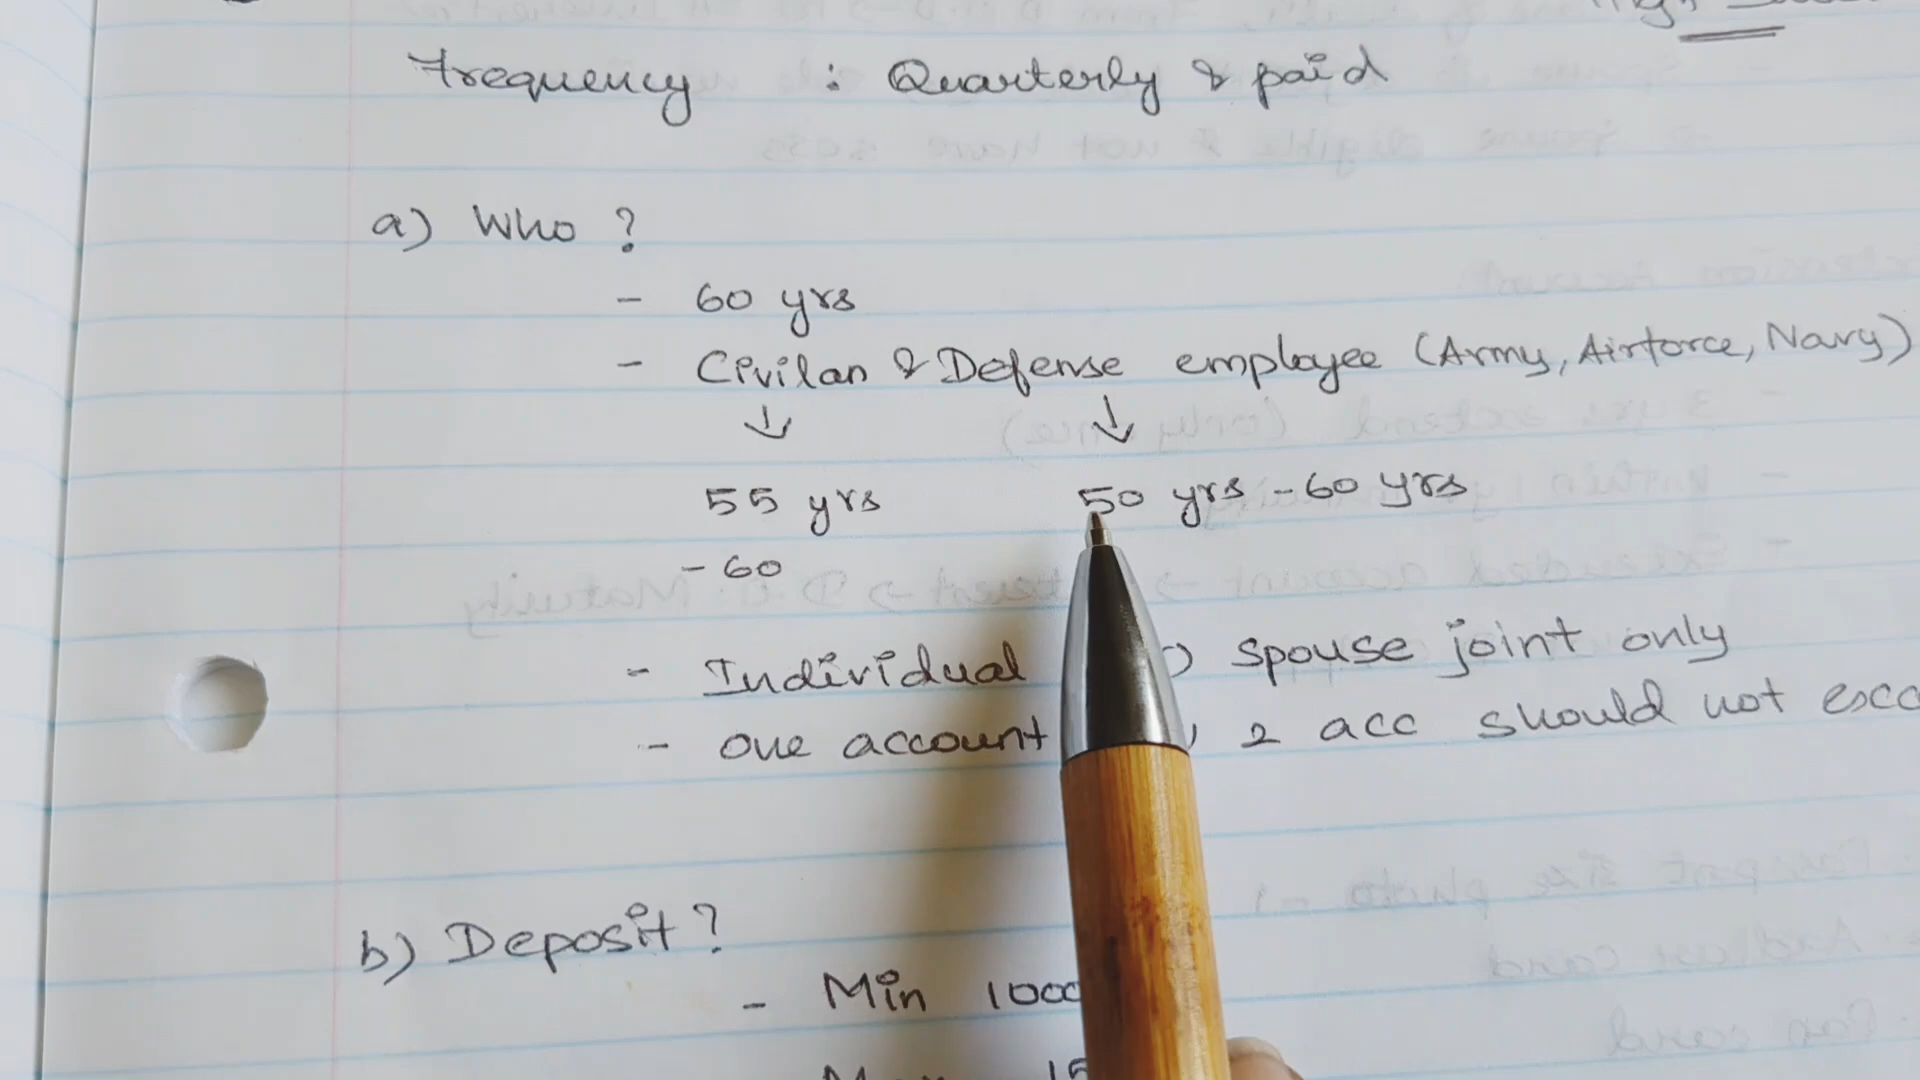 Frequency : Quarterly & paid
a) Who ?
- 60 yrs
- Civilan & Defense employee (Army, Airforce, Navy)
↓ ↓
55 yrs 50 yrs - 60 yrs
- 60
- Individual spouse joint only
- one account 2 acc should not
b) Deposit ?
- Min 1000